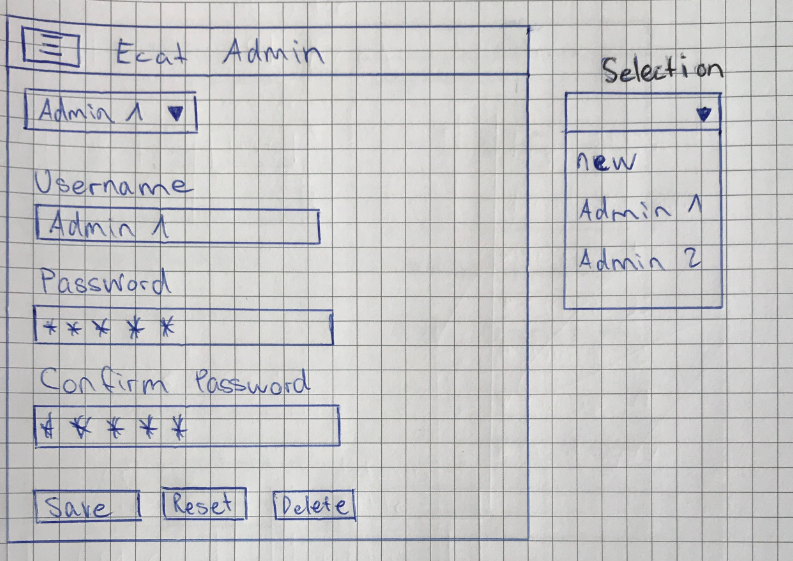 Ecat Admin
Admin 1
Username
Admin 1
Password
*****
Confirm Password
*****
Save Reset Delete
Selection
new
Admin 1
Admin 2